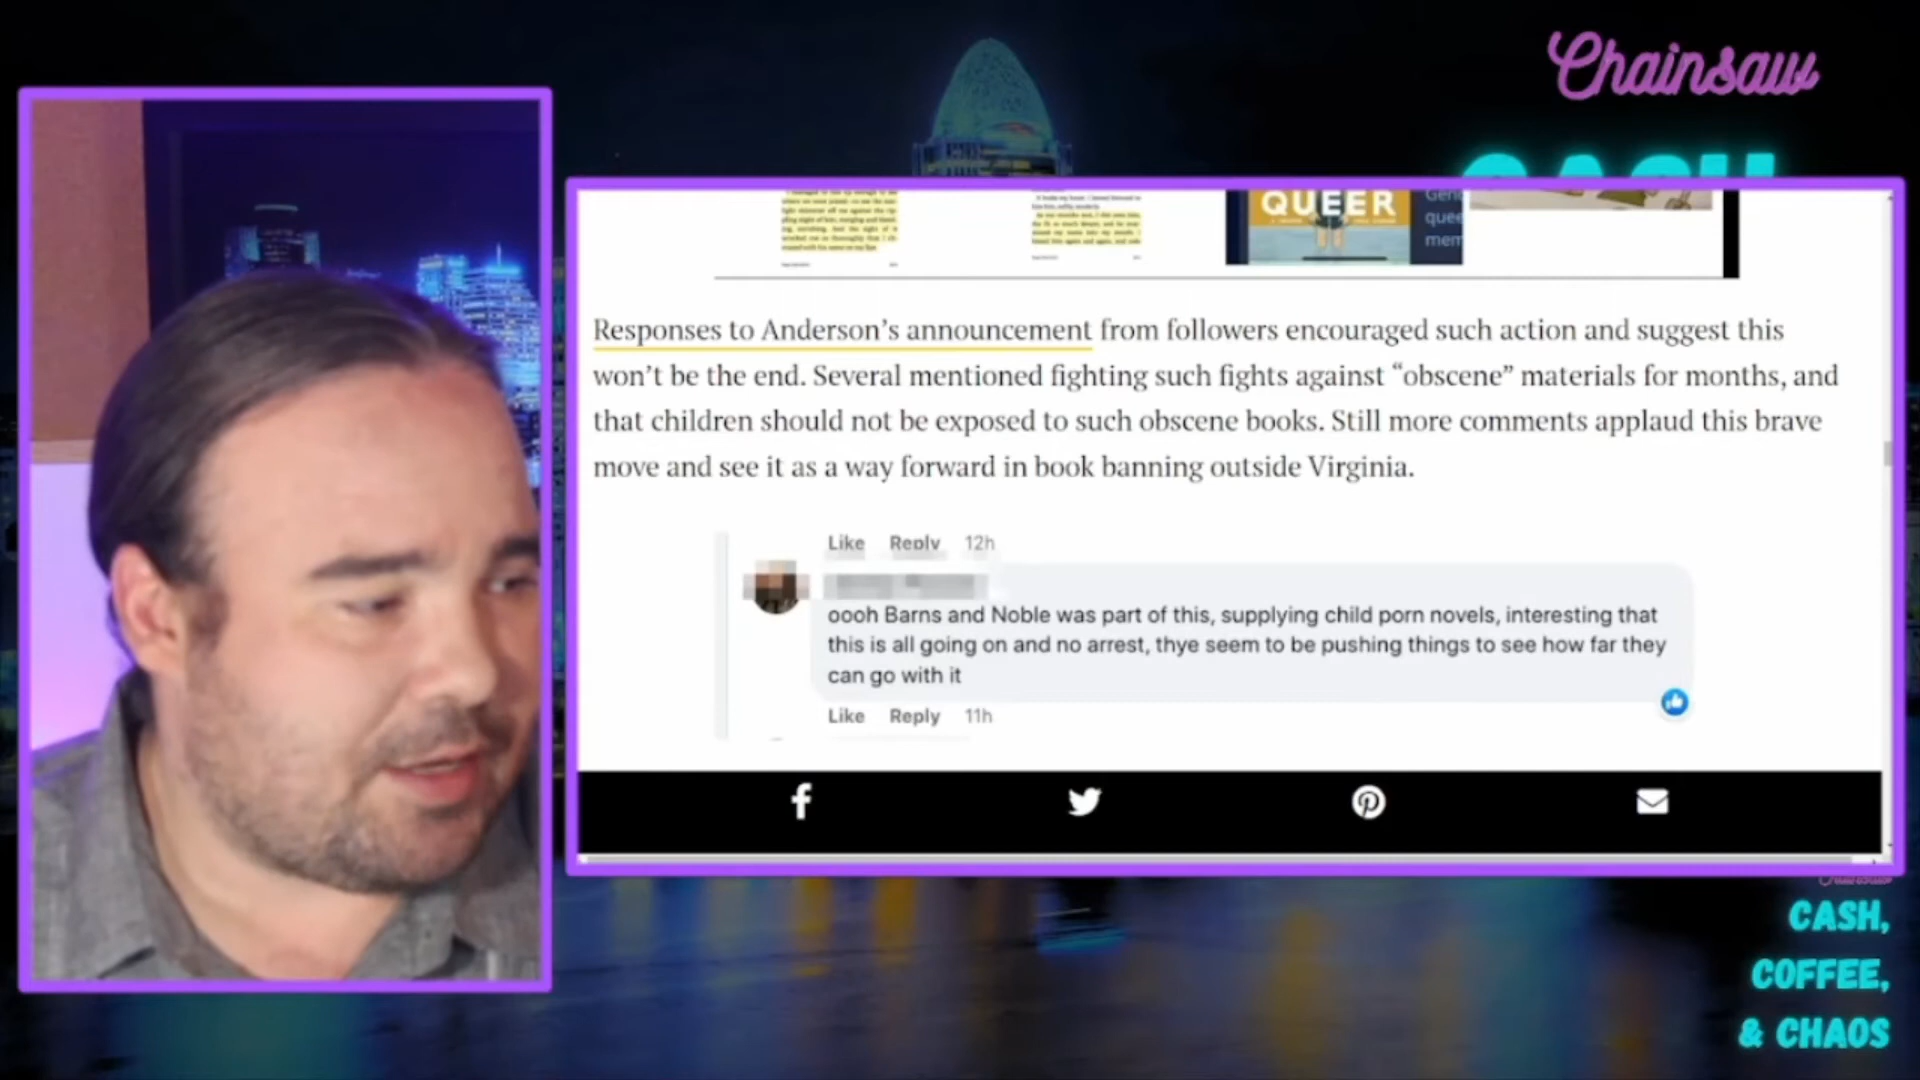 Chainsaw
QUEER
queer
mem
Responses to Anderson’s announcement from followers encouraged such action and suggest this
won’t be the end. Several mentioned fighting such fights against “obscene” materials for months, and
that children should not be exposed to such obscene books. Still more comments applaud this brave
move and see it as a way forward in book banning outside Virginia.
Like Reply 12h
oooh Barns and Noble was part of this, supplying child porn novels, interesting that
this is all going on and no arrest, thye seem to be pushing things to see how far they
can go with it
Like Reply 11h
CASH,
COFFEE,
& CHAOS